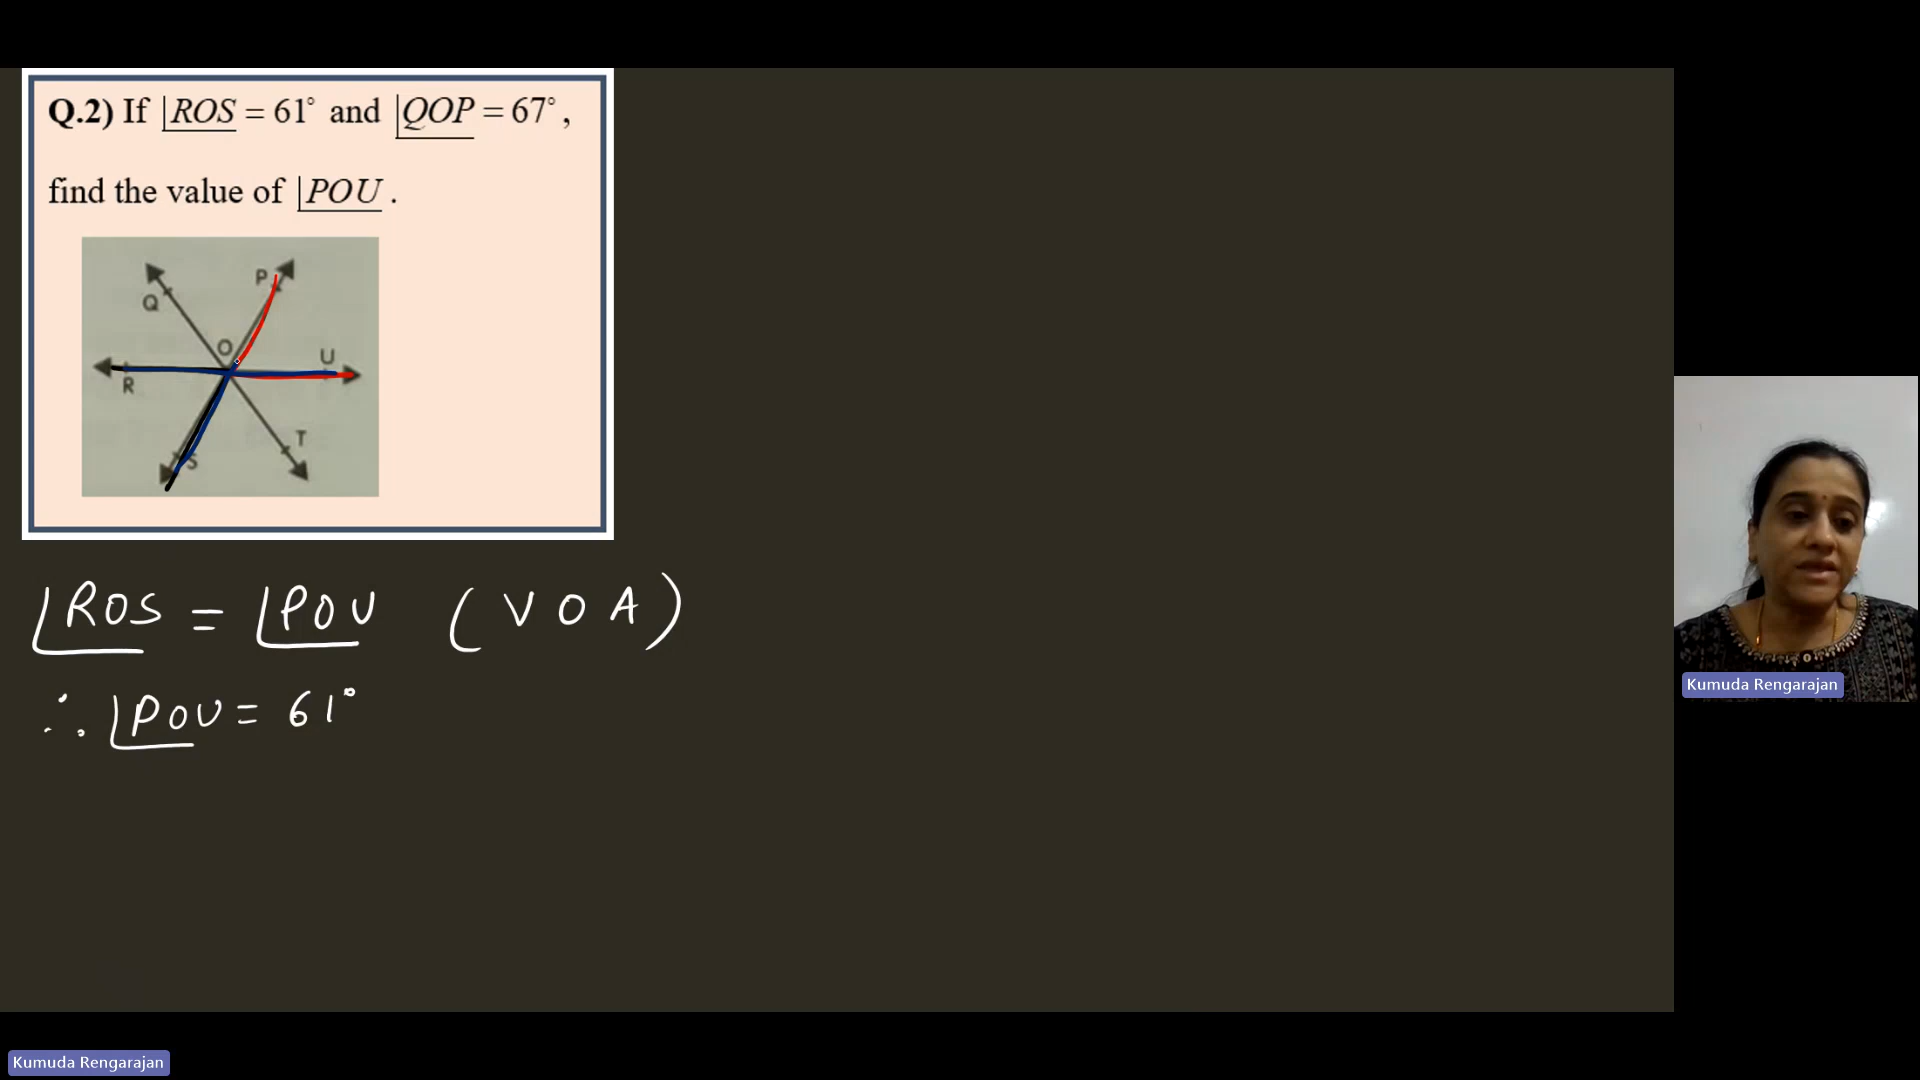 Q.2) If ∠ROS = 61° and ∠QOP = 67°,
find the value of ∠POU.
P
Q
O
U
R
T
S
∠ROS = ∠POU (VOA)
∴ ∠POU = 61°
Kumuda Rengarajan
Kumuda Rengarajan